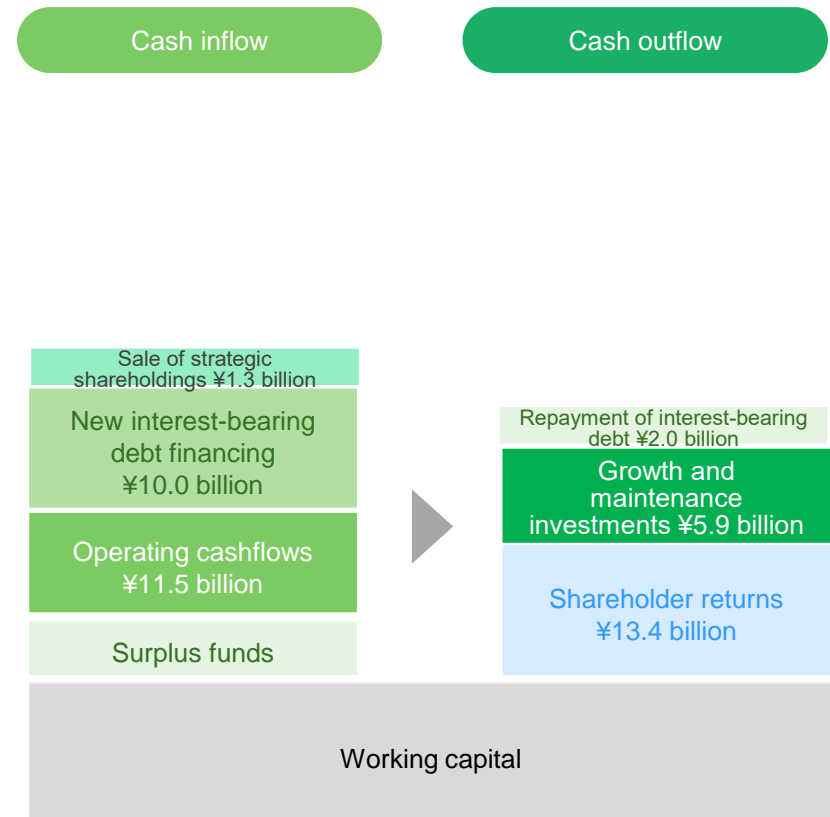 Cash inflow
Cash outflow
Sale of strategic
shareholdings ¥1.3 billion
New interest-bearing
debt financing
¥10.0 billion
Operating cashflows
¥11.5 billion
Surplus funds
Repayment of interest-bearing
debt ¥2.0 billion
Growth and
maintenance
investments ¥5.9 billion
Shareholder returns
¥13.4 billion
Working capital